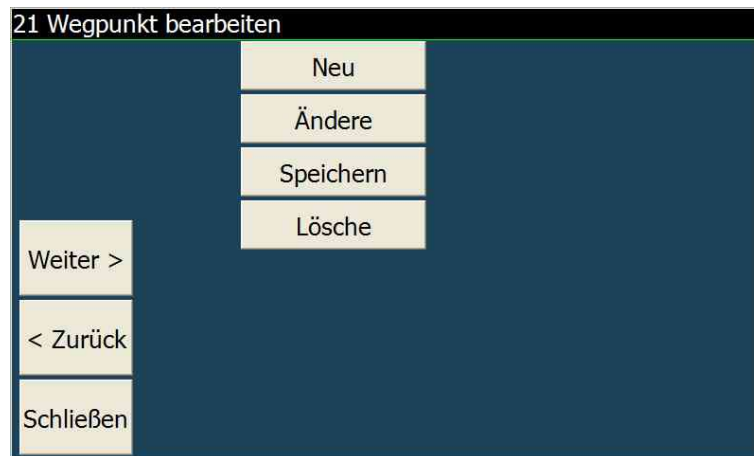 21 Wegpunkt bearbeiten
Neu
Ändere
Speichern
Lösche
Weiter >
< Zurück
Schließen